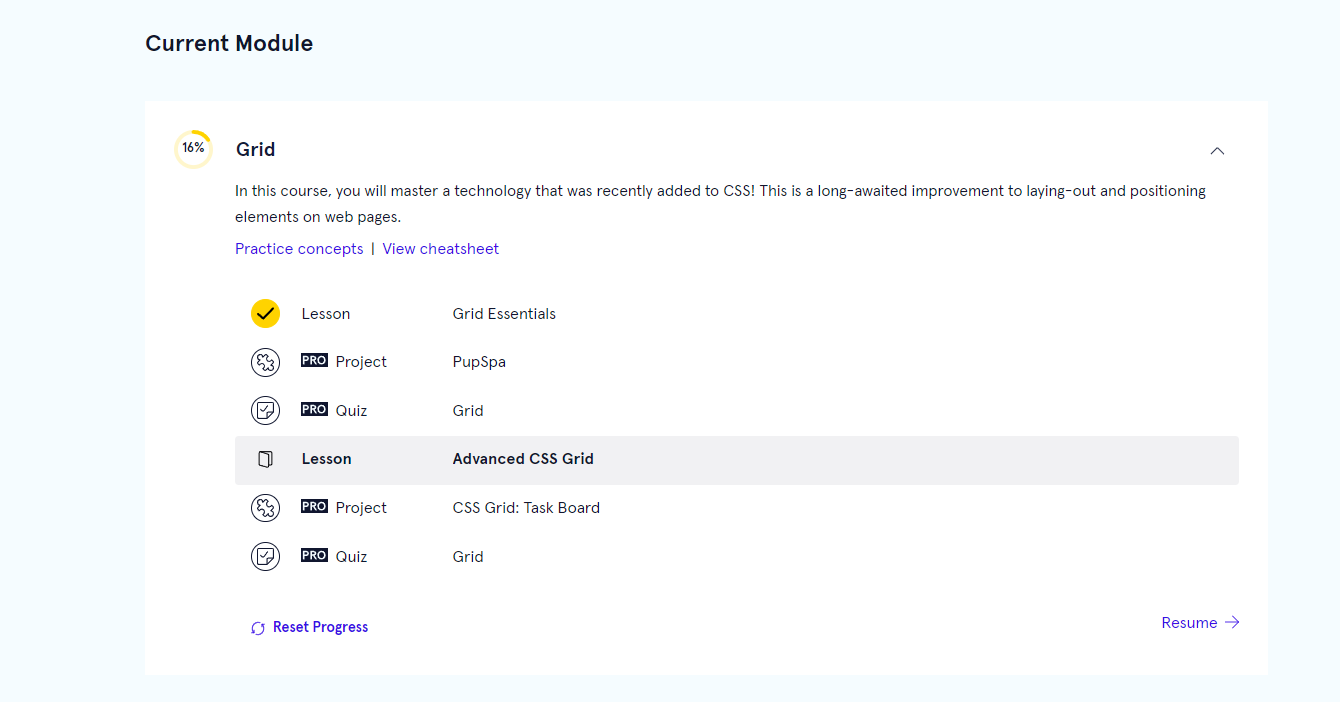 Current Module
16%
Grid
In this course, you will master a technology that was recently added to CSS! This is a long-awaited improvement to laying-out and positioning
elements on web pages.
Practice concepts | View cheatsheet
Lesson Grid Essentials
PRO Project PupSpa
PRO Quiz Grid
Lesson Advanced CSS Grid
PRO Project CSS Grid: Task Board
PRO Quiz Grid
Reset Progress
Resume